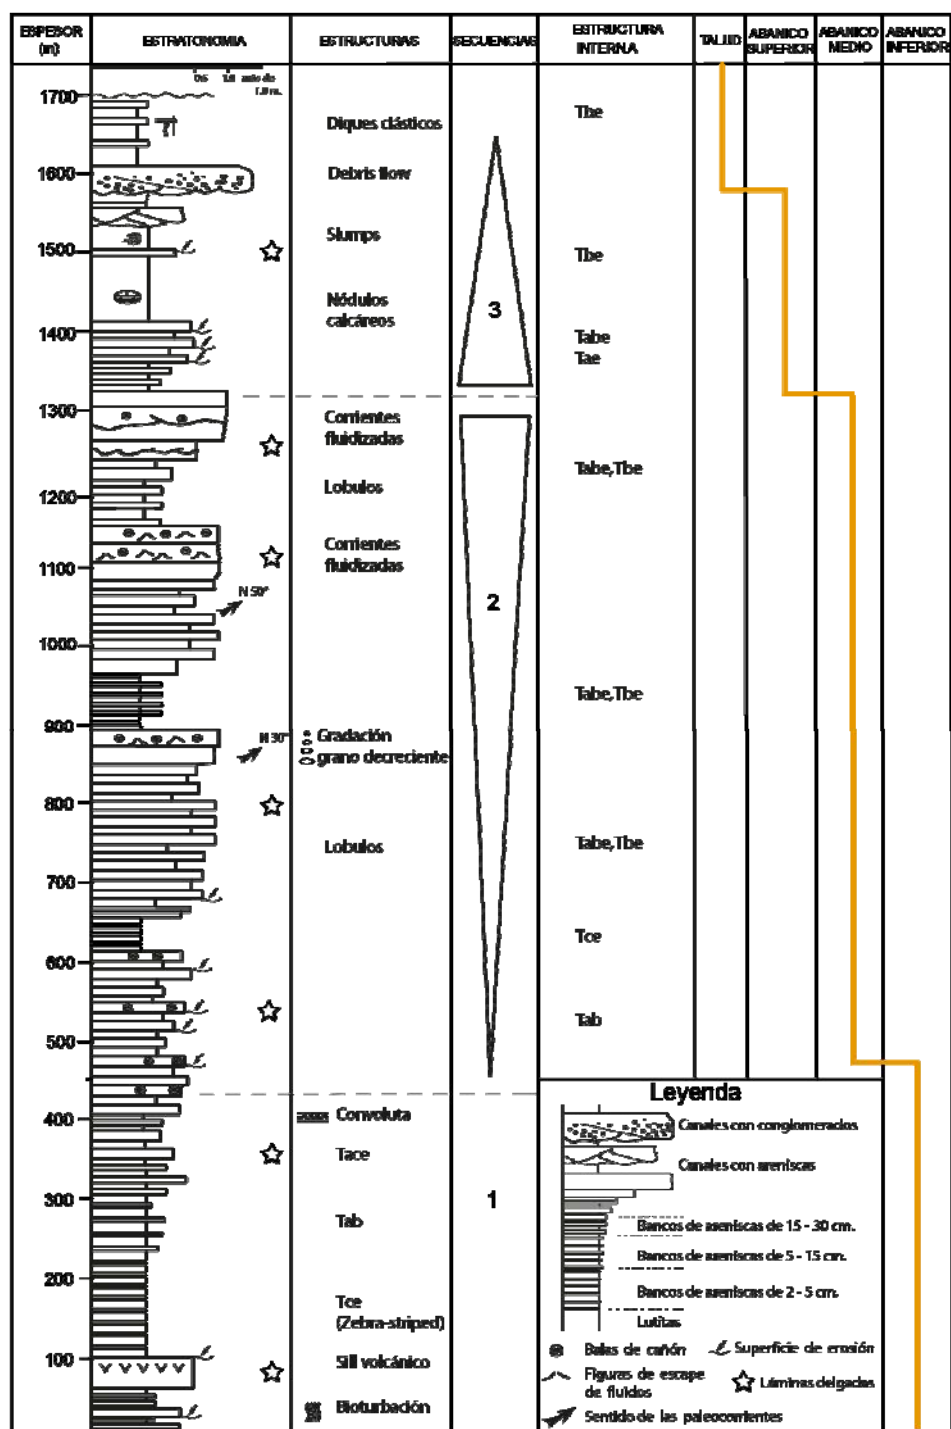 ESPESOR (m)
ESTRATONOMIA
ESTRUCTURAS
SECUENCIAS
ESTRUCTURA INTERNA
TALUD
ABANICO SUPERIOR
ABANICO MEDIO
ABANICO INFERIOR
0.5 1.0
1700
Diques clásticos
Tbe
1600
Debris flow
Slumps
1500
Tbe
Nódulos
calcáreos
3
1400
Tabe
Tae
1300
Corrientes
fluidizadas
Tabe,Tbe
1200
Lobulos
Corrientes
fluidizadas
1100
N 50°
2
1000
Tabe,Tbe
900
N 30°
Gradación
grano decreciente
800
Lobulos
Tabe,Tbe
700
Tce
600
Tab
500
400
Convoluta
Tace
300
1
Tab
200
Tce
(Zebra-striped)
100
Sill volcánico
Bioturbación
Leyenda
Canales con conglomerados
Canales con areniscas
Bancos de areniscas de 15 - 30 cm.
Bancos de areniscas de 5 - 15 cm.
Bancos de areniscas de 2 - 5 cm.
Lutitas
Balas de cañón
Superficie de erosión
Figuras de escape
de fluidos
Láminas delgadas
Sentido de las paleocorrientes